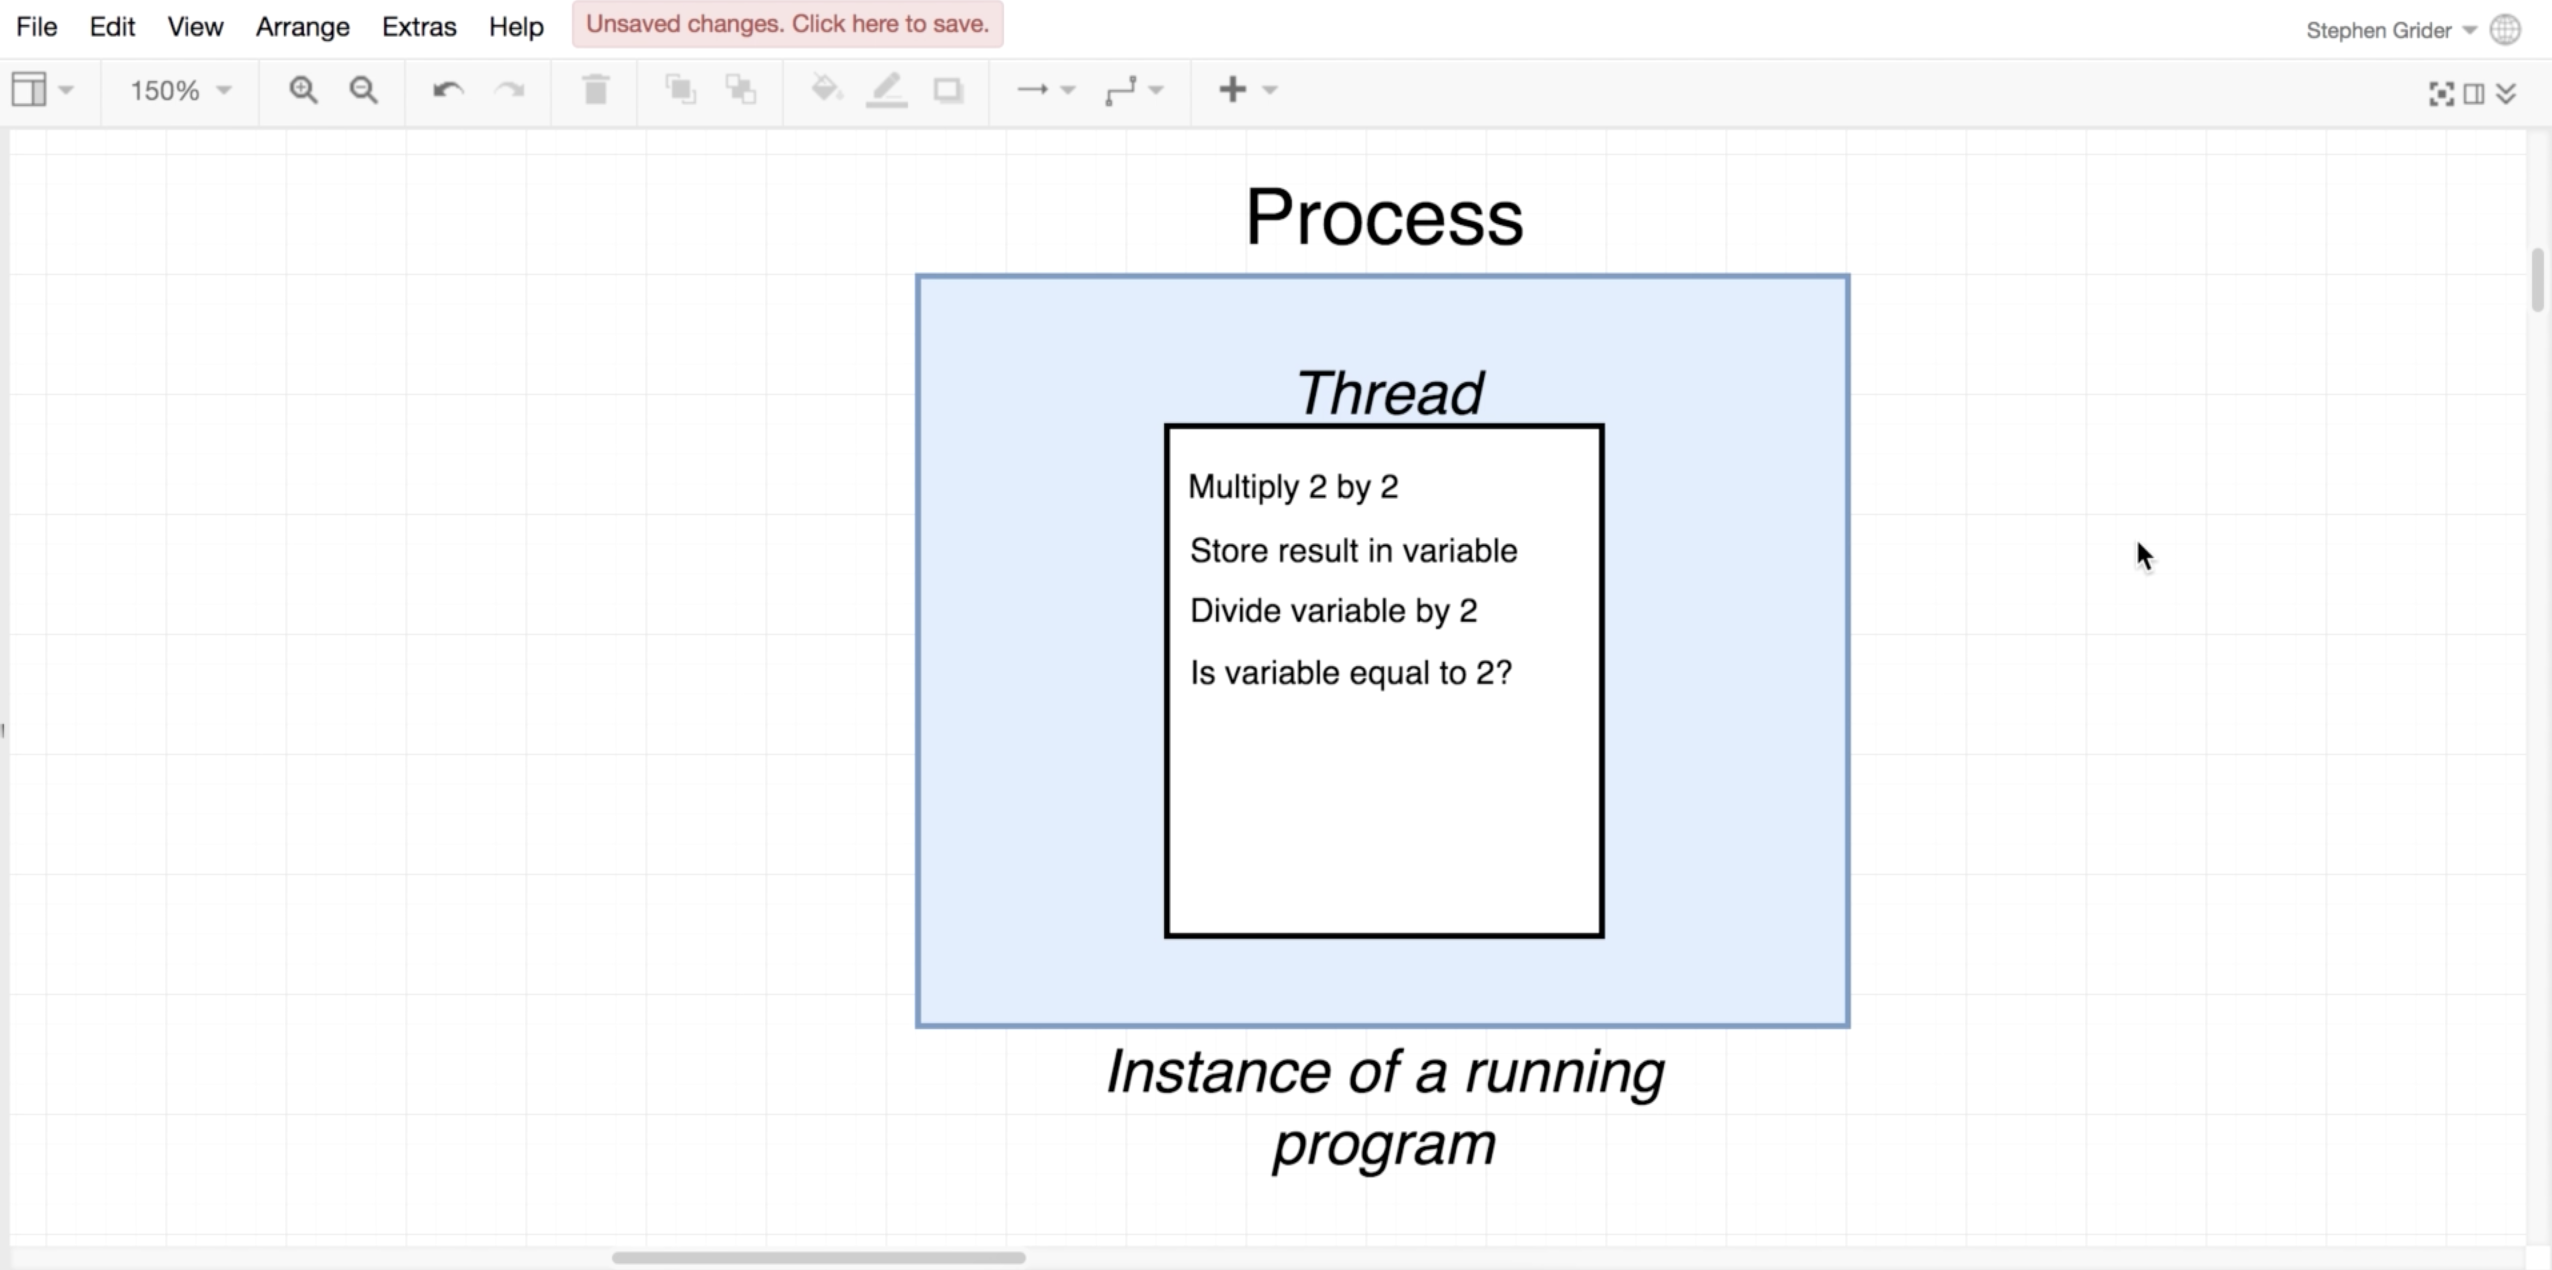 File Edit View Arrange Extras Help Unsaved changes. Click here to save. Stephen Grider
150%
Process
Thread
Multiply 2 by 2
Store result in variable
Divide variable by 2
Is variable equal to 2?
Instance of a running
program